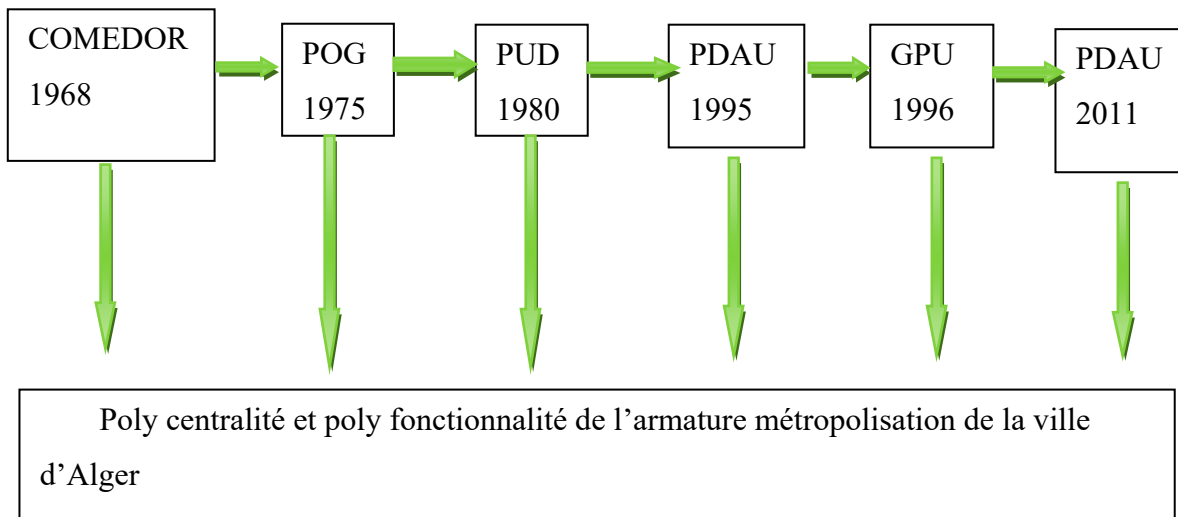 COMEDOR
1968
POG
1975
PUD
1980
PDAU
1995
GPU
1996
PDAU
2011
Poly centralité et poly fonctionnalité de l’armature métropolisation de la ville
d’Alger